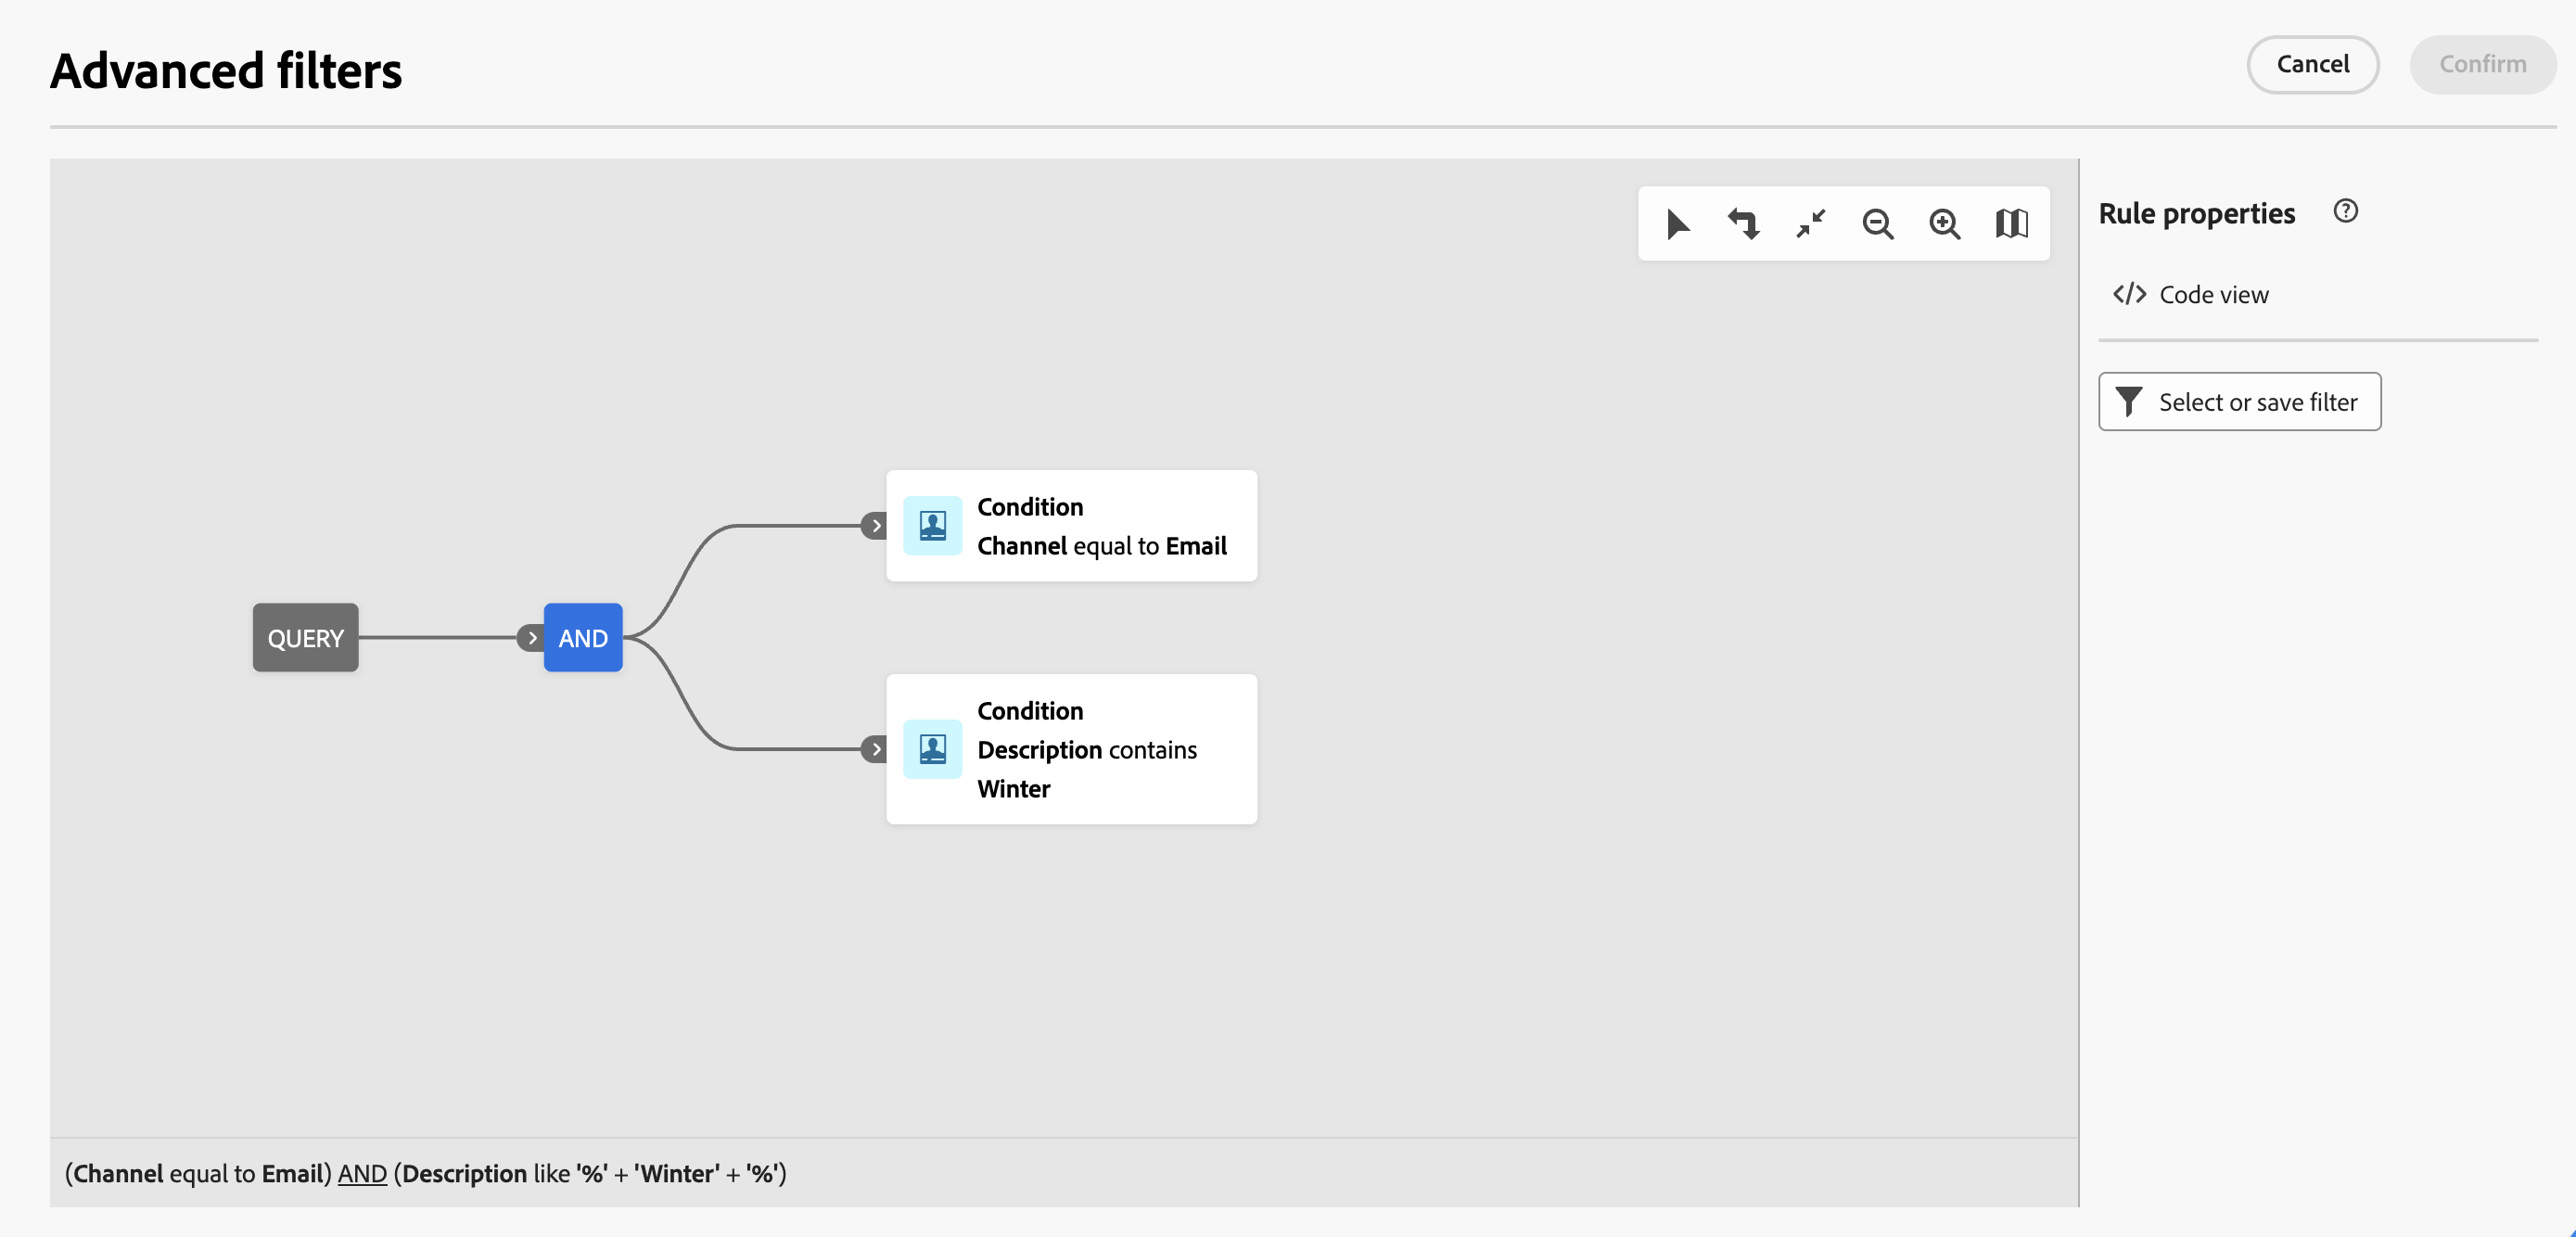 Advanced filters
Cancel
Confirm
Rule properties
</> Code view
Select or save filter
Condition
Channel equal to Email
QUERY
AND
Condition
Description contains
Winter
(Channel equal to Email) AND (Description like '%' + 'Winter' + '%')